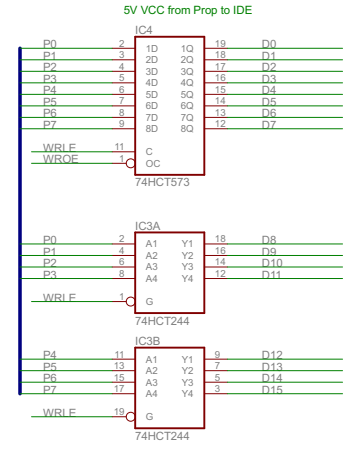 5V VCC from Prop to IDE
IC4
P0 2 1D 1Q 19 D0
P1 3 2D 2Q 18 D1
P2 4 3D 3Q 17 D2
P3 5 4D 4Q 16 D3
P4 6 5D 5Q 15 D4
P5 7 6D 6Q 14 D5
P6 8 7D 7Q 13 D6
P7 9 8D 8Q 12 D7
WRLE 11 C
WROE 1 OC
74HCT573
IC3A
P0 2 A1 Y1 18 D8
P1 4 A2 Y2 16 D9
P2 6 A3 Y3 14 D10
P3 8 A4 Y4 12 D11
WRLE 1 G
74HCT244
IC3B
P4 11 A1 Y1 9 D12
P5 13 A2 Y2 7 D13
P6 15 A3 Y3 5 D14
P7 17 A4 Y4 3 D15
WRLE 19 G
74HCT244